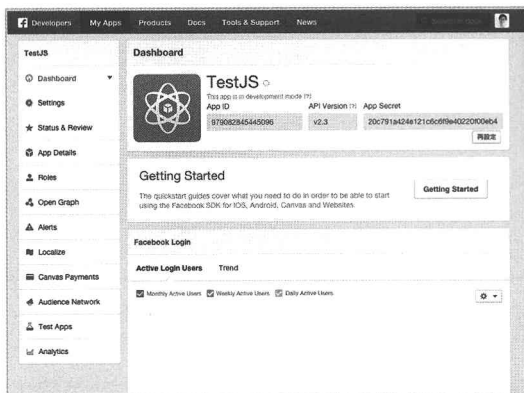 Developers My Apps Products Docs Tools & Support News
TestJS
Dashboard
Settings
Status & Review
App Details
Roles
Open Graph
Alerts
Localize
Canvas Payments
Audience Network
Test Apps
Analytics
Dashboard
TestJS
This app is in development mode [?]
App ID API Version [?] App Secret
979082845445096 v2.3 20c791a424e121c6c6f9e40220f00eb4
再設定
Getting Started
The quickstart guides cover what you need to do in order to be able to start
using the Facebook SDK for iOS, Android, Canvas and Websites.
Getting Started
Facebook Login
Active Login Users Trend
Monthly Active Users Weekly Active Users Daily Active Users